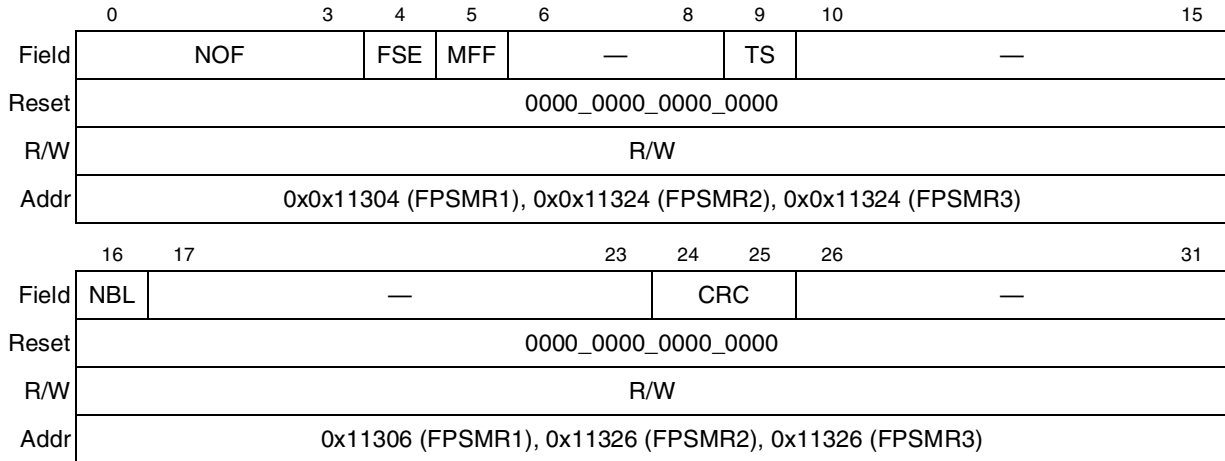 0 3 4 5 6 8 9 10 15
Field NOF FSE MFF — TS —
Reset 0000_0000_0000_0000
R/W R/W
Addr 0x0x11304 (FPSMR1), 0x0x11324 (FPSMR2), 0x0x11324 (FPSMR3)
16 17 23 24 25 26 31
Field NBL — CRC —
Reset 0000_0000_0000_0000
R/W R/W
Addr 0x11306 (FPSMR1), 0x11326 (FPSMR2), 0x11326 (FPSMR3)